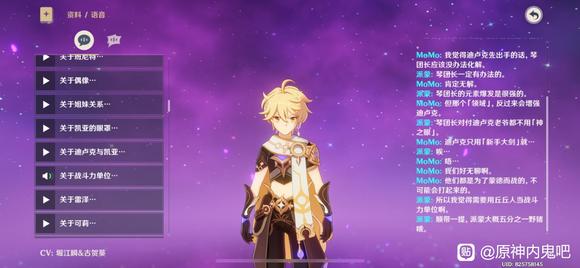 资料 / 语音
关于班尼特…
关于偶像…
关于姐妹关系…
关于凯亚的眼罩…
关于迪卢克与凯亚…
关于战斗力单位…
关于雷泽…
关于可莉…
CV: 堀江瞬&古贺葵
MoMo: 我觉得迪卢克先出手的话，琴
团长应该没办法化解。
派蒙: 琴团长一定有办法的。
MoMo: 肯定无解。
派蒙: 琴团长的元素爆发是很强的。
MoMo: 但那个「领域」，反过来会增强
迪卢克。
派蒙: 琴团长对付迪卢克老爷都不用「神
之眼」。
MoMo: 迪卢克只用「新手大剑」就…
派蒙: 唉…
MoMo: 唔…
MoMo: 我们好无聊啊。
MoMo: 他们都是为了蒙德而战的，不
可能会打起来的。
派蒙: 所以我觉得需要用丘丘人当战斗
力单位啊。
派蒙: 顺带一提，派蒙大概五分之一野猪
哦。
贴 @原神内鬼吧
UID: 825758145